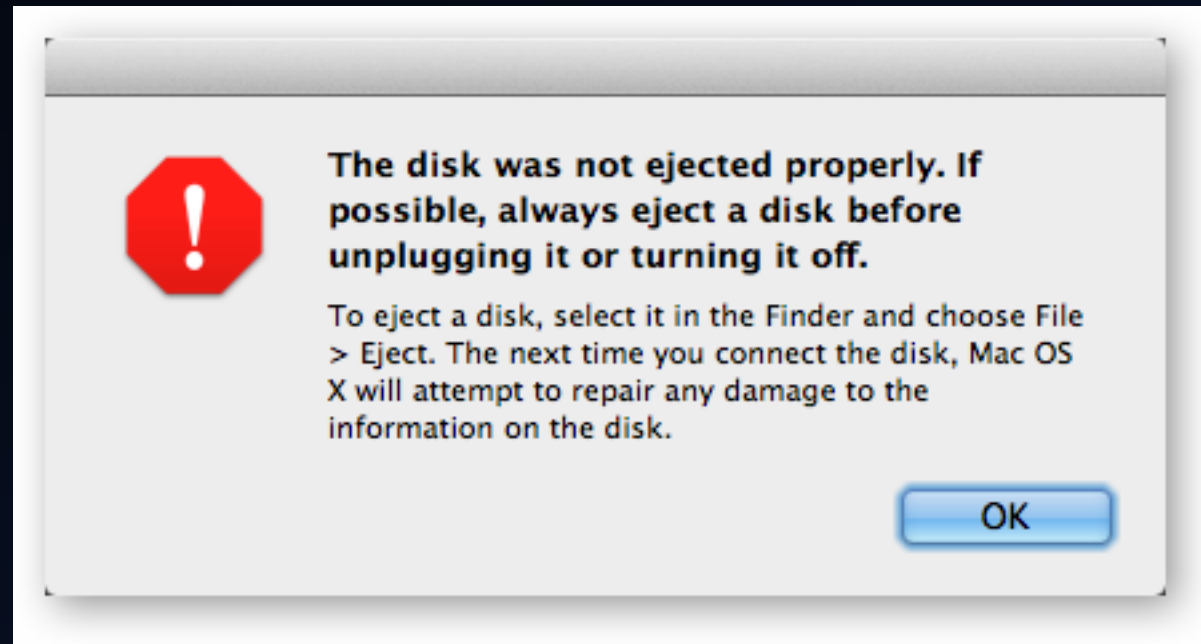 The disk was not ejected properly. If
possible, always eject a disk before
unplugging it or turning it off.
To eject a disk, select it in the Finder and choose File
> Eject. The next time you connect the disk, Mac OS
X will attempt to repair any damage to the
information on the disk.
OK